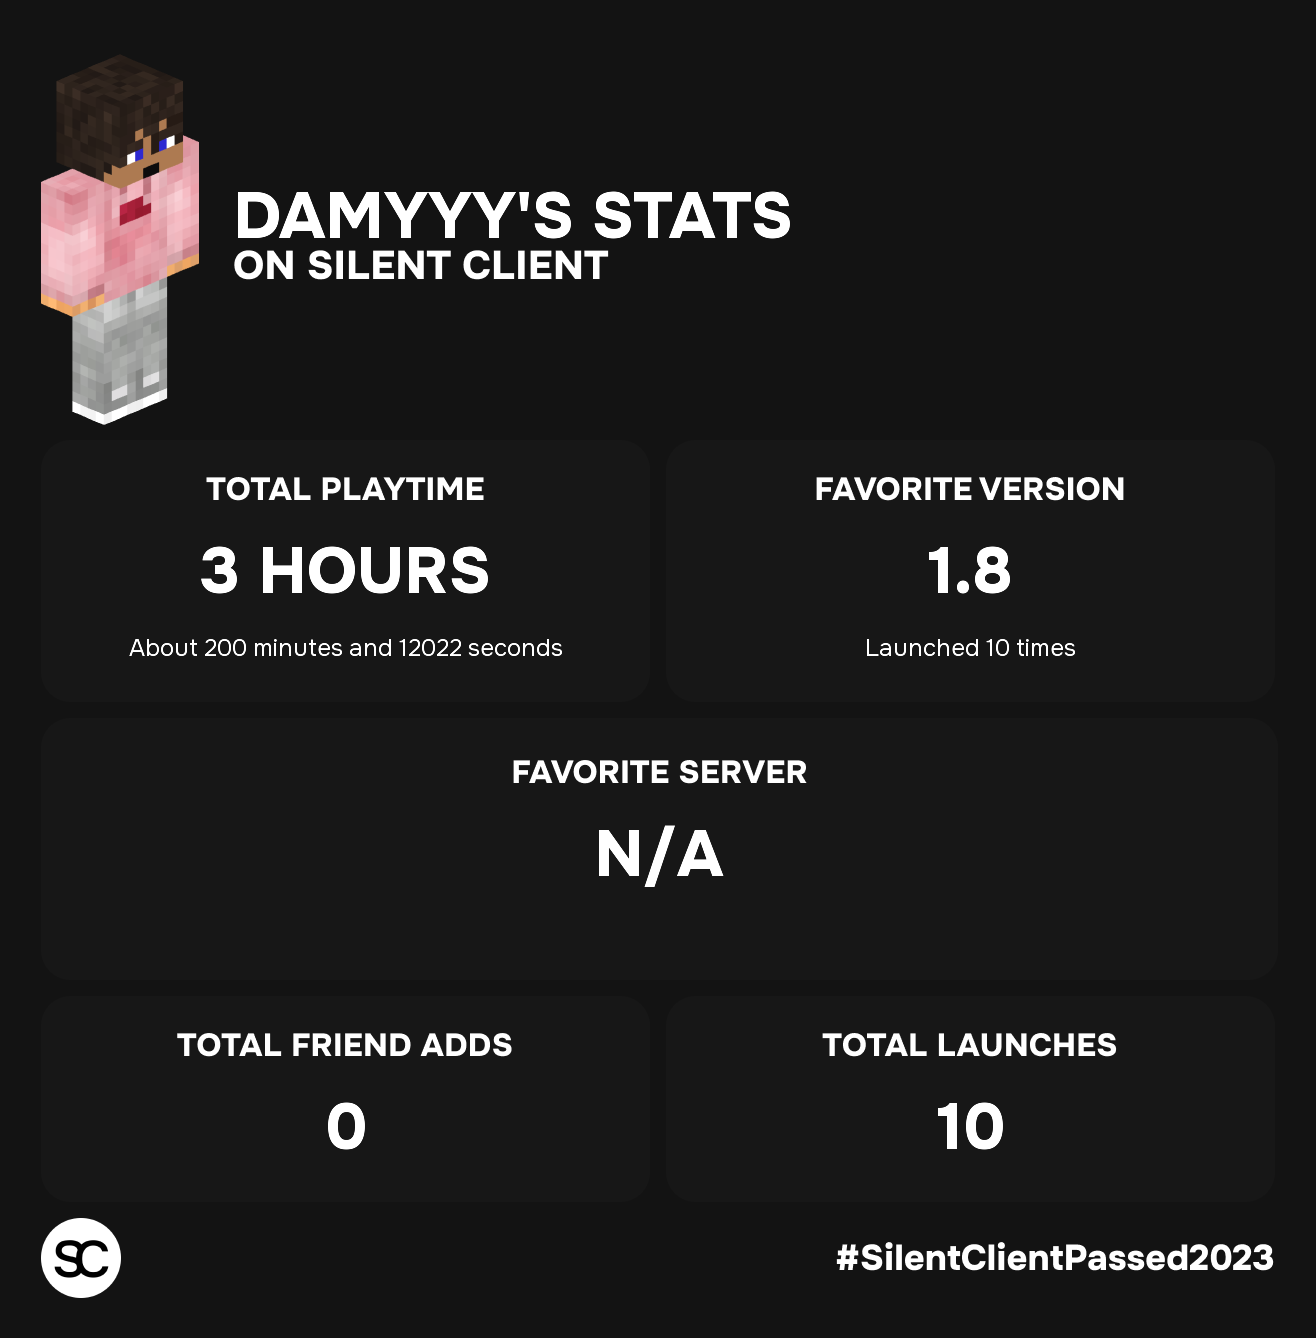 DAMYYY'S STATS
ON SILENT CLIENT
TOTAL PLAYTIME
3 HOURS
About 200 minutes and 12022 seconds
FAVORITE VERSION
1.8
Launched 10 times
FAVORITE SERVER
N/A
TOTAL FRIEND ADDS
0
TOTAL LAUNCHES
10
SC
#SilentClientPassed2023